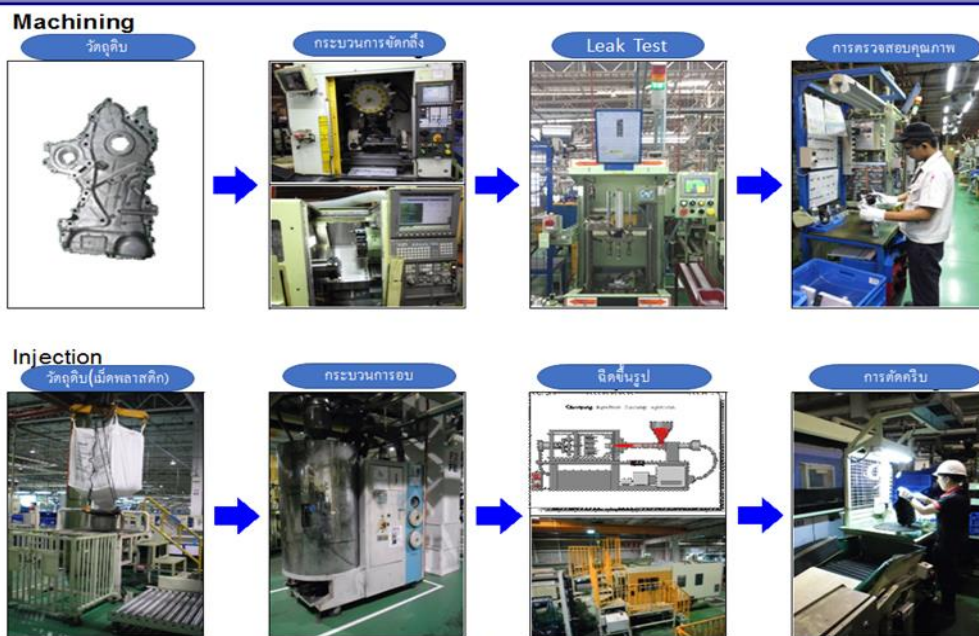 Machining
วัตถุดิบ
กระบวนการขัดกลึง
Leak Test
การตรวจสอบคุณภาพ
Injection
วัตถุดิบ(เม็ดพลาสติก)
กระบวนการอบ
ฉีดขึ้นรูป
การตัดครีบ